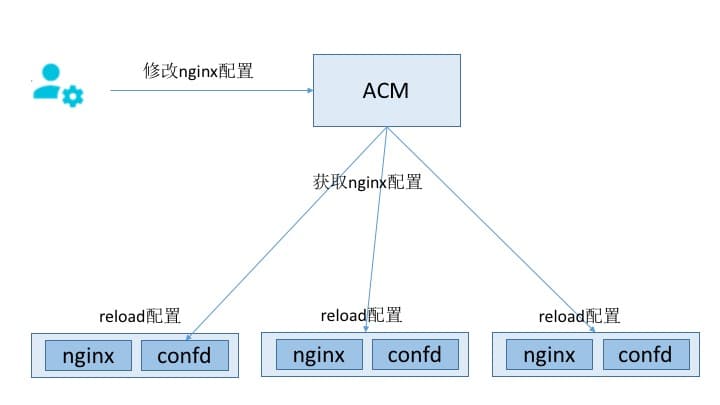 修改nginx配置
ACM
获取nginx配置
reload配置
reload配置
reload配置
nginx
confd
nginx
confd
nginx
confd